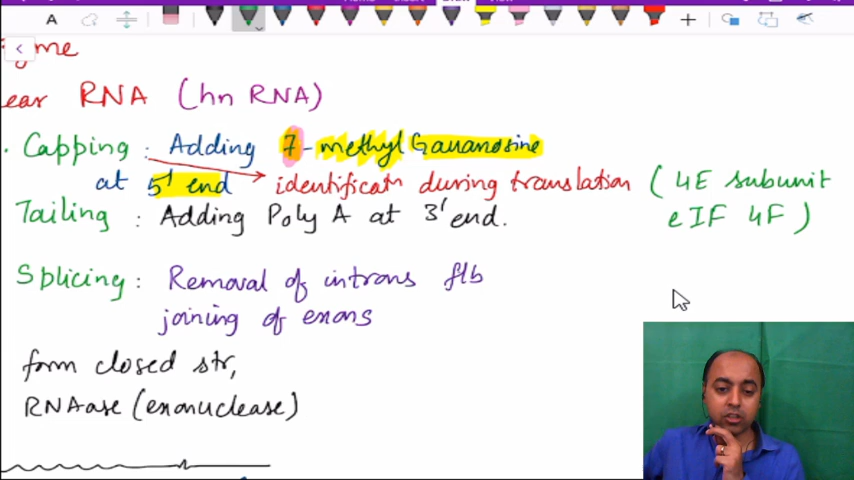 ear RNA (hn RNA)
Capping : Adding 7-methyl Gauanosine
at 5' end identificatn during translation ( 4E subunit
eIF 4F )
Tailing : Adding Poly A at 3' end.
Splicing : Removal of introns flb
joining of exons
form closed str,
RNAase (exonuclease)